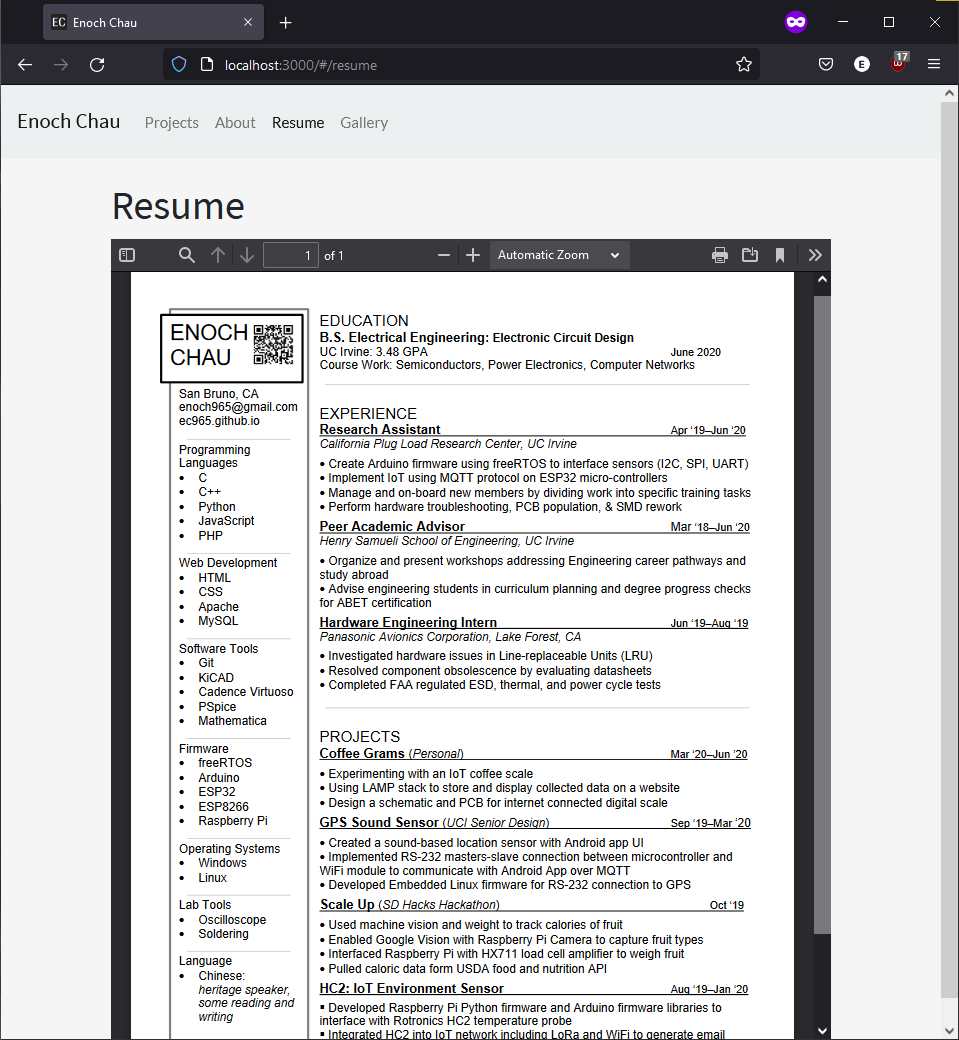 EC Enoch Chau
localhost:3000/#/resume
E
17
Enoch Chau Projects About Resume Gallery
Resume
1 of 1 Automatic Zoom
ENOCH
CHAU
San Bruno, CA
enoch965@gmail.com
ec965.github.io
Programming
Languages
• C
• C++
• Python
• JavaScript
• PHP
Web Development
• HTML
• CSS
• Apache
• MySQL
Software Tools
• Git
• KiCAD
• Cadence Virtuoso
• PSpice
• Mathematica
Firmware
• freeRTOS
• Arduino
• ESP32
• ESP8266
• Raspberry Pi
Operating Systems
• Windows
• Linux
Lab Tools
• Oscilloscope
• Soldering
Language
• Chinese:
heritage speaker,
some reading and
writing
EDUCATION
B.S. Electrical Engineering: Electronic Circuit Design
UC Irvine: 3.48 GPA June 2020
Course Work: Semiconductors, Power Electronics, Computer Networks
EXPERIENCE
Research Assistant Apr ‘19–Jun ‘20
California Plug Load Research Center, UC Irvine
• Create Arduino firmware using freeRTOS to interface sensors (I2C, SPI, UART)
• Implement IoT using MQTT protocol on ESP32 micro-controllers
• Manage and on-board new members by dividing work into specific training tasks
• Perform hardware troubleshooting, PCB population, & SMD rework
Peer Academic Advisor Mar ‘18–Jun ‘20
Henry Samueli School of Engineering, UC Irvine
• Organize and present workshops addressing Engineering career pathways and
study abroad
• Advise engineering students in curriculum planning and degree progress checks
for ABET certification
Hardware Engineering Intern Jun ‘19–Aug ‘19
Panasonic Avionics Corporation, Lake Forest, CA
• Investigated hardware issues in Line-replaceable Units (LRU)
• Resolved component obsolescence by evaluating datasheets
• Completed FAA regulated ESD, thermal, and power cycle tests
PROJECTS
Coffee Grams (Personal) Mar ‘20–Jun ‘20
• Experimenting with an IoT coffee scale
• Using LAMP stack to store and display collected data on a website
• Design a schematic and PCB for internet connected digital scale
GPS Sound Sensor (UCI Senior Design) Sep ‘19–Mar ‘20
• Created a sound-based location sensor with Android app UI
• Implemented RS-232 masters-slave connection between microcontroller and
WiFi module to communicate with Android App over MQTT
• Developed Embedded Linux firmware for RS-232 connection to GPS
Scale Up (SD Hacks Hackathon) Oct ‘19
• Used machine vision and weight to track calories of fruit
• Enabled Google Vision with Raspberry Pi Camera to capture fruit types
• Interfaced Raspberry Pi with HX711 load cell amplifier to weigh fruit
• Pulled caloric data form USDA food and nutrition API
HC2: IoT Environment Sensor Aug ‘19–Jan ‘20
▪ Developed Raspberry Pi Python firmware and Arduino firmware libraries to
interface with Rotronics HC2 temperature probe
▪ Integrated HC2 into IoT network including LoRa and WiFi to generate email